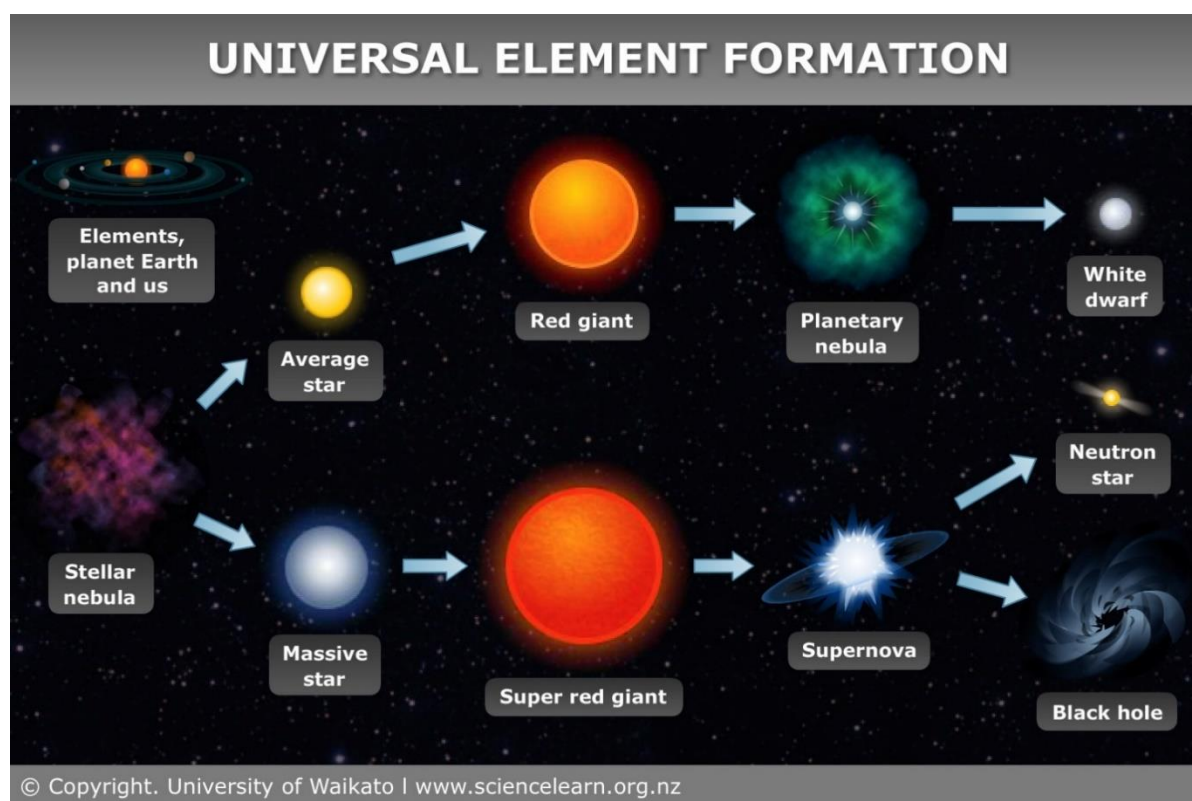 UNIVERSAL ELEMENT FORMATION
Elements,
planet Earth
and us
Average
star
Red giant
Planetary
nebula
White
dwarf
Stellar
nebula
Massive
star
Super red giant
Supernova
Neutron
star
Black hole
© Copyright. University of Waikato l www.sciencelearn.org.nz